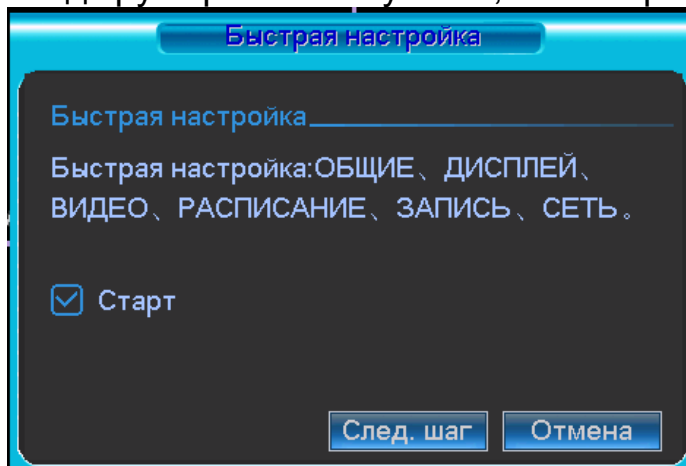 Быстрая настройка
Быстрая настройка
Быстрая настройка:ОБЩИЕ、ДИСПЛЕЙ、
ВИДЕО、РАСПИСАНИЕ、ЗАПИСЬ、СЕТЬ。
Старт
След. шаг Отмена